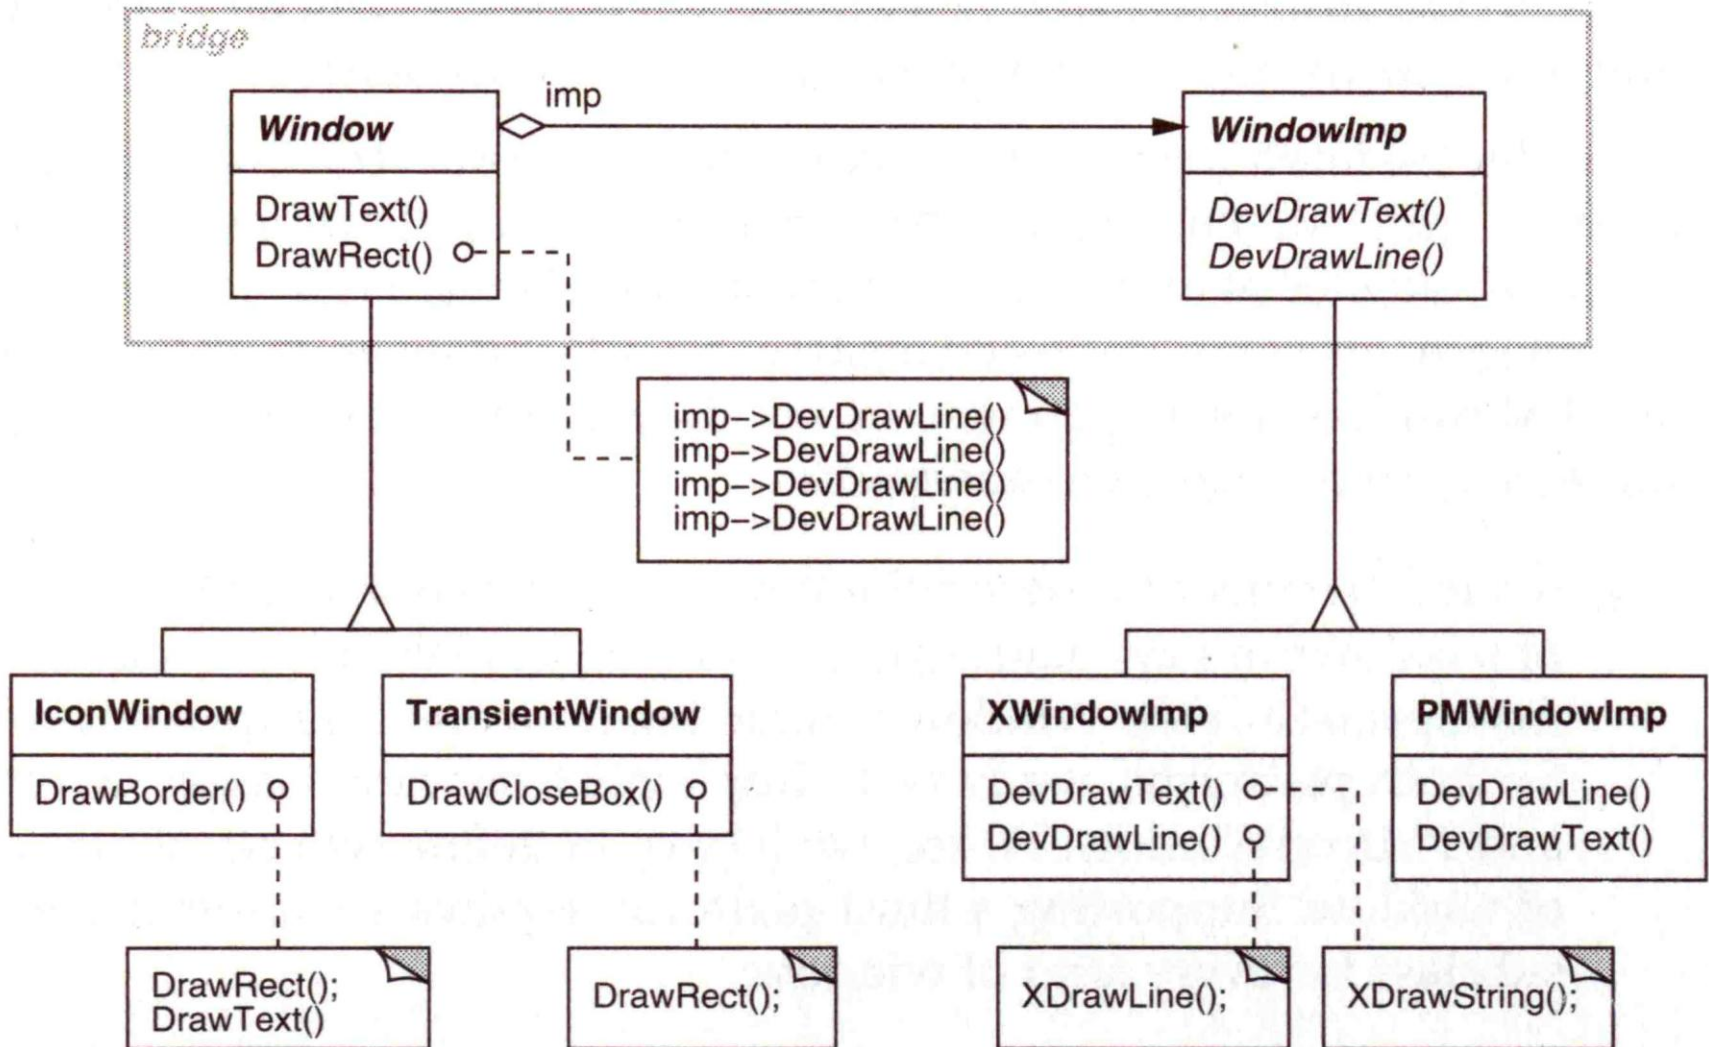 bridge
Window
imp
WindowImp
DrawText()
DrawRect()
DevDrawText()
DevDrawLine()
imp–>DevDrawLine()
imp–>DevDrawLine()
imp–>DevDrawLine()
imp–>DevDrawLine()
IconWindow
DrawBorder()
TransientWindow
DrawCloseBox()
XWindowImp
DevDrawText()
DevDrawLine()
PMWindowImp
DevDrawLine()
DevDrawText()
DrawRect();
DrawText()
DrawRect();
XDrawLine();
XDrawString();